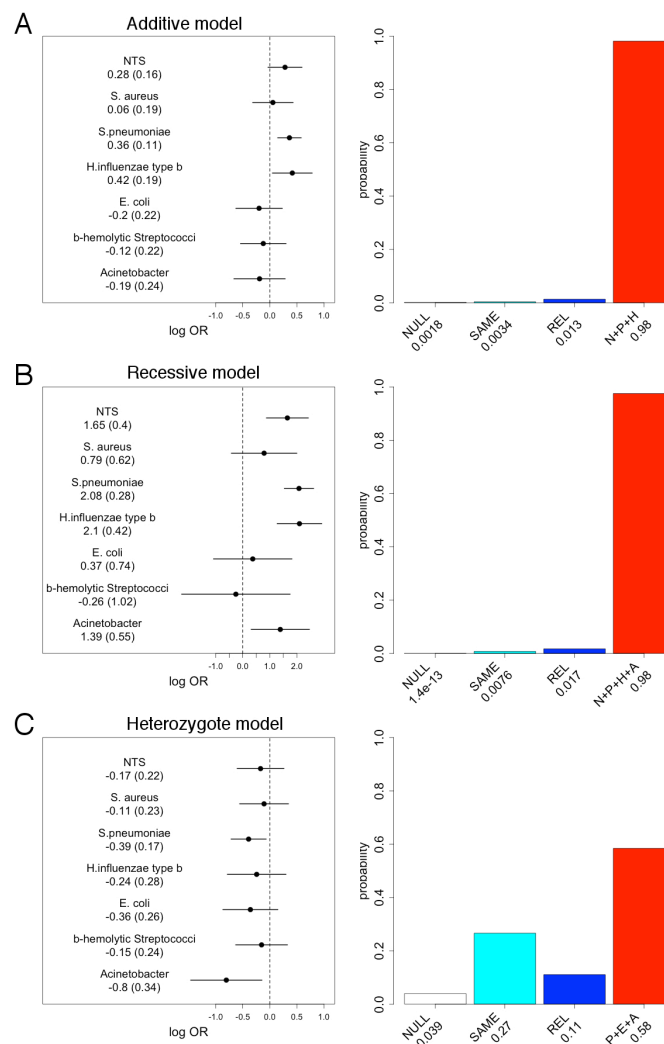 A
Additive model
NTS
0.28 (0.16)
S. aureus
0.06 (0.19)
S.pneumoniae
0.36 (0.11)
H.influenzae type b
0.42 (0.19)
E. coli
-0.2 (0.22)
b-hemolytic Streptococci
-0.12 (0.22)
Acinetobacter
-0.19 (0.24)
-1.0 -0.5 0.0 0.5 1.0
log OR
probability
0.0 0.2 0.4 0.6 0.8 1.0
NULL
0.0018
SAME
0.0034
REL
0.013
N+P+H
0.98
B
Recessive model
NTS
1.65 (0.4)
S. aureus
0.79 (0.62)
S.pneumoniae
2.08 (0.28)
H.influenzae type b
2.1 (0.42)
E. coli
0.37 (0.74)
b-hemolytic Streptococci
-0.26 (1.02)
Acinetobacter
1.39 (0.55)
-1.0 0.0 1.0 2.0
log OR
probability
0.0 0.2 0.4 0.6 0.8 1.0
NULL
1.4e-13
SAME
0.0076
REL
0.017
N+P+H+A
0.98
C
Heterozygote model
NTS
-0.17 (0.22)
S. aureus
-0.11 (0.23)
S.pneumoniae
-0.39 (0.17)
H.influenzae type b
-0.24 (0.28)
E. coli
-0.36 (0.26)
b-hemolytic Streptococci
-0.15 (0.24)
Acinetobacter
-0.8 (0.34)
-1.0 -0.5 0.0 0.5 1.0
log OR
probability
0.0 0.2 0.4 0.6 0.8 1.0
NULL
0.039
SAME
0.27
REL
0.11
P+E+A
0.58